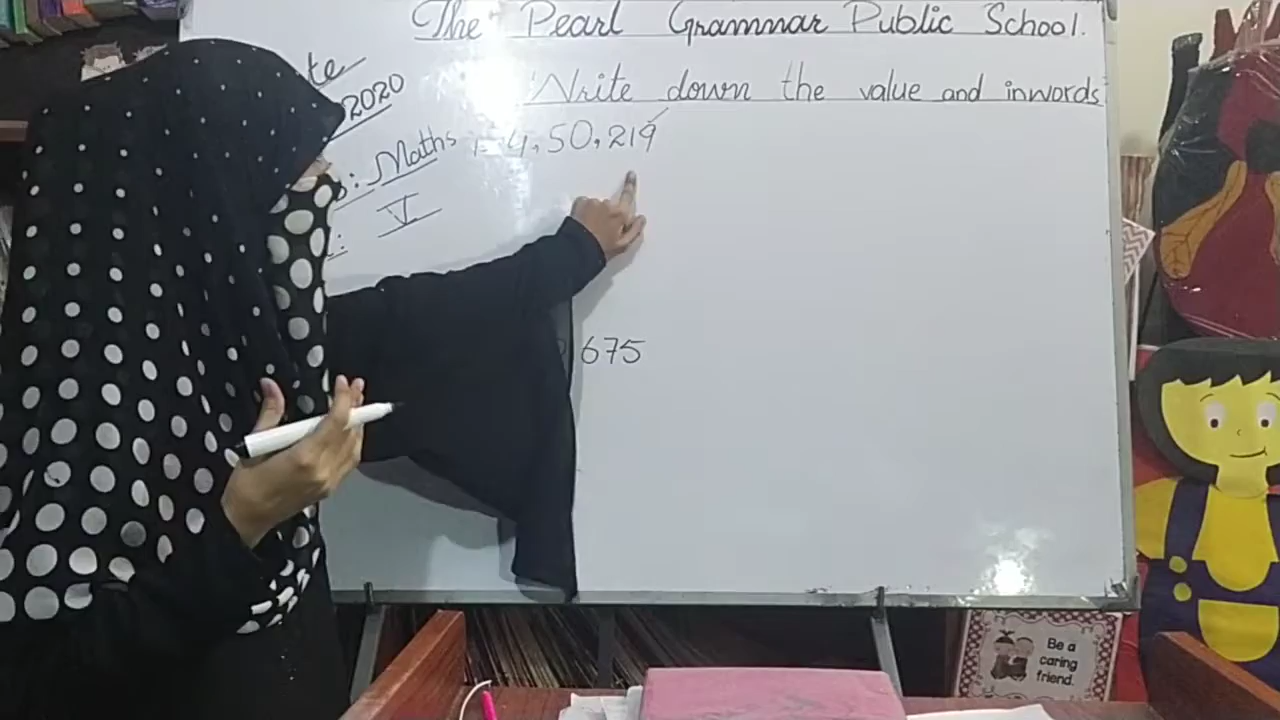 The Pearl Grammar Public School.
Write down the value and inwords
2020
: Maths
V
4,50,219
675
Be a
caring
friend.